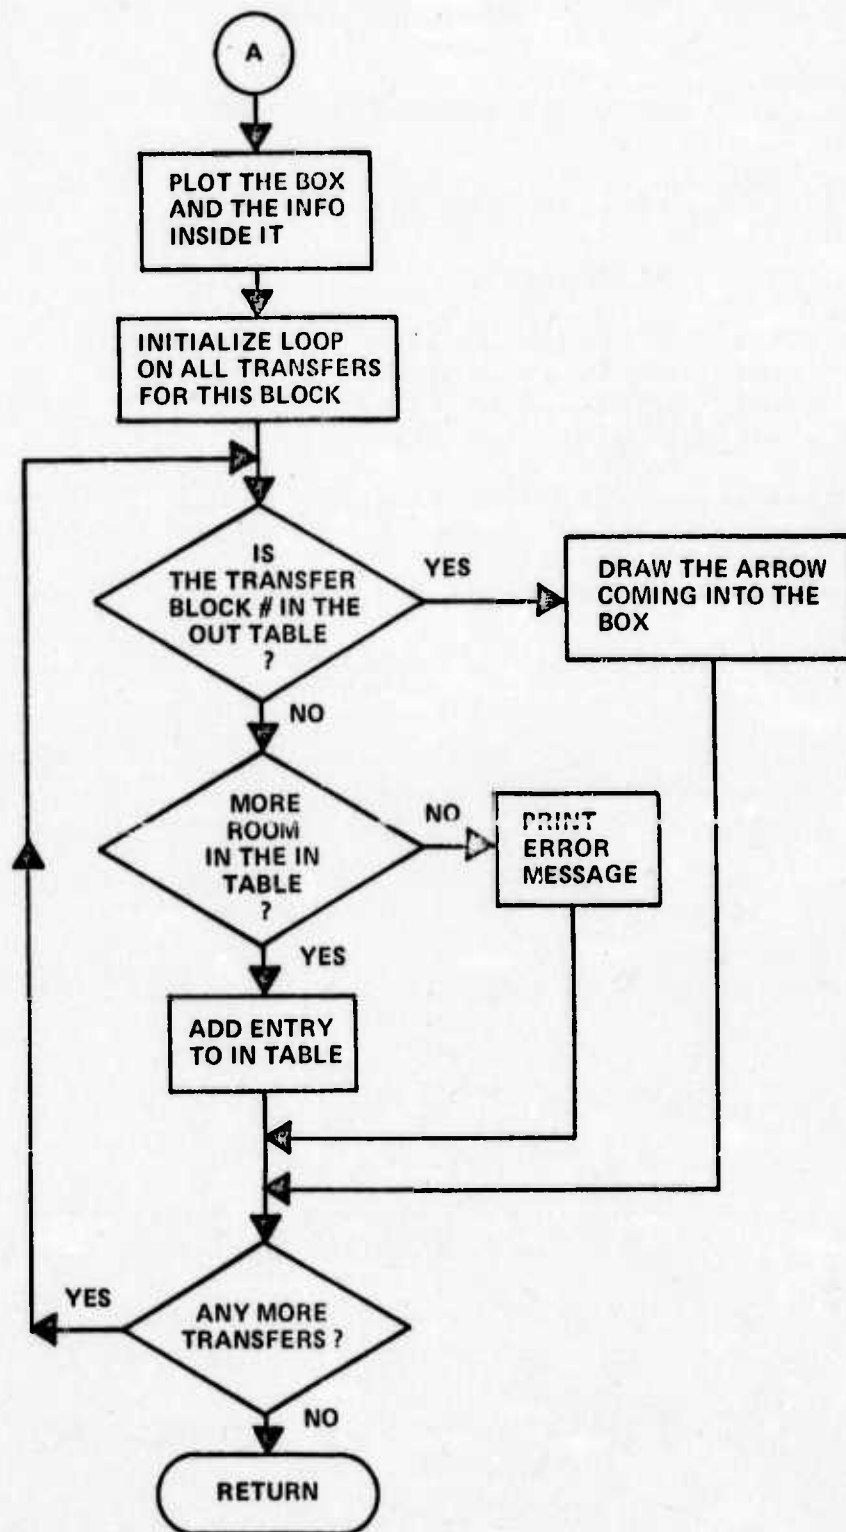 A
PLOT THE BOX
AND THE INFO
INSIDE IT
INITIALIZE LOOP
ON ALL TRANSFERS
FOR THIS BLOCK
IS
THE TRANSFER
BLOCK # IN THE
OUT TABLE
?
YES
DRAW THE ARROW
COMING INTO THE
BOX
NO
MORE
ROOM
IN THE IN
TABLE
?
NO
PRINT
ERROR
MESSAGE
YES
ADD ENTRY
TO IN TABLE
YES
ANY MORE
TRANSFERS ?
NO
RETURN